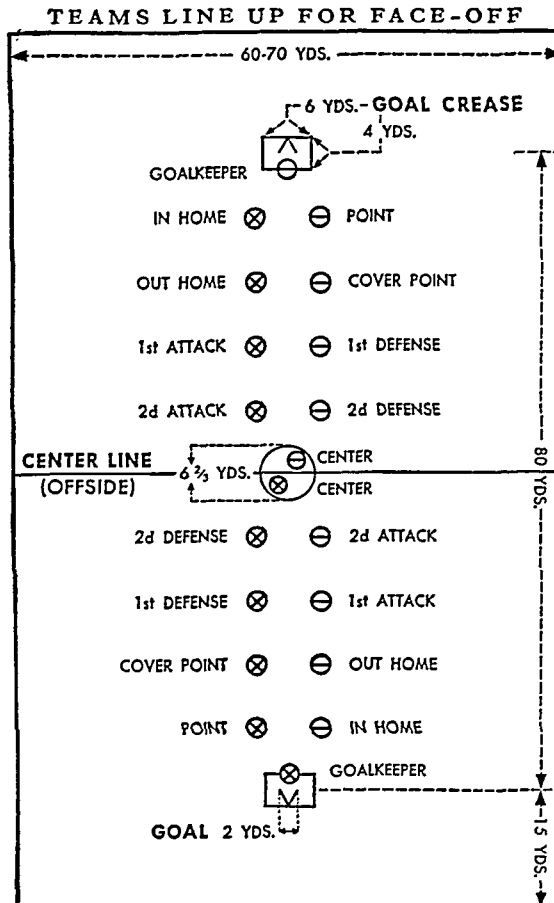 TEAMS LINE UP FOR FACE-OFF
60-70 YDS.
6 YDS.-GOAL CREASE
4 YDS.
GOALKEEPER
IN HOME POINT
OUT HOME COVER POINT
1st ATTACK 1st DEFENSE
2d ATTACK 2d DEFENSE
CENTER LINE
(OFFSIDE)
6 2/3 YDS.
CENTER
CENTER
80 YDS.
2d DEFENSE 2d ATTACK
1st DEFENSE 1st ATTACK
COVER POINT OUT HOME
POINT IN HOME
GOALKEEPER
GOAL 2 YDS.
15 YDS.